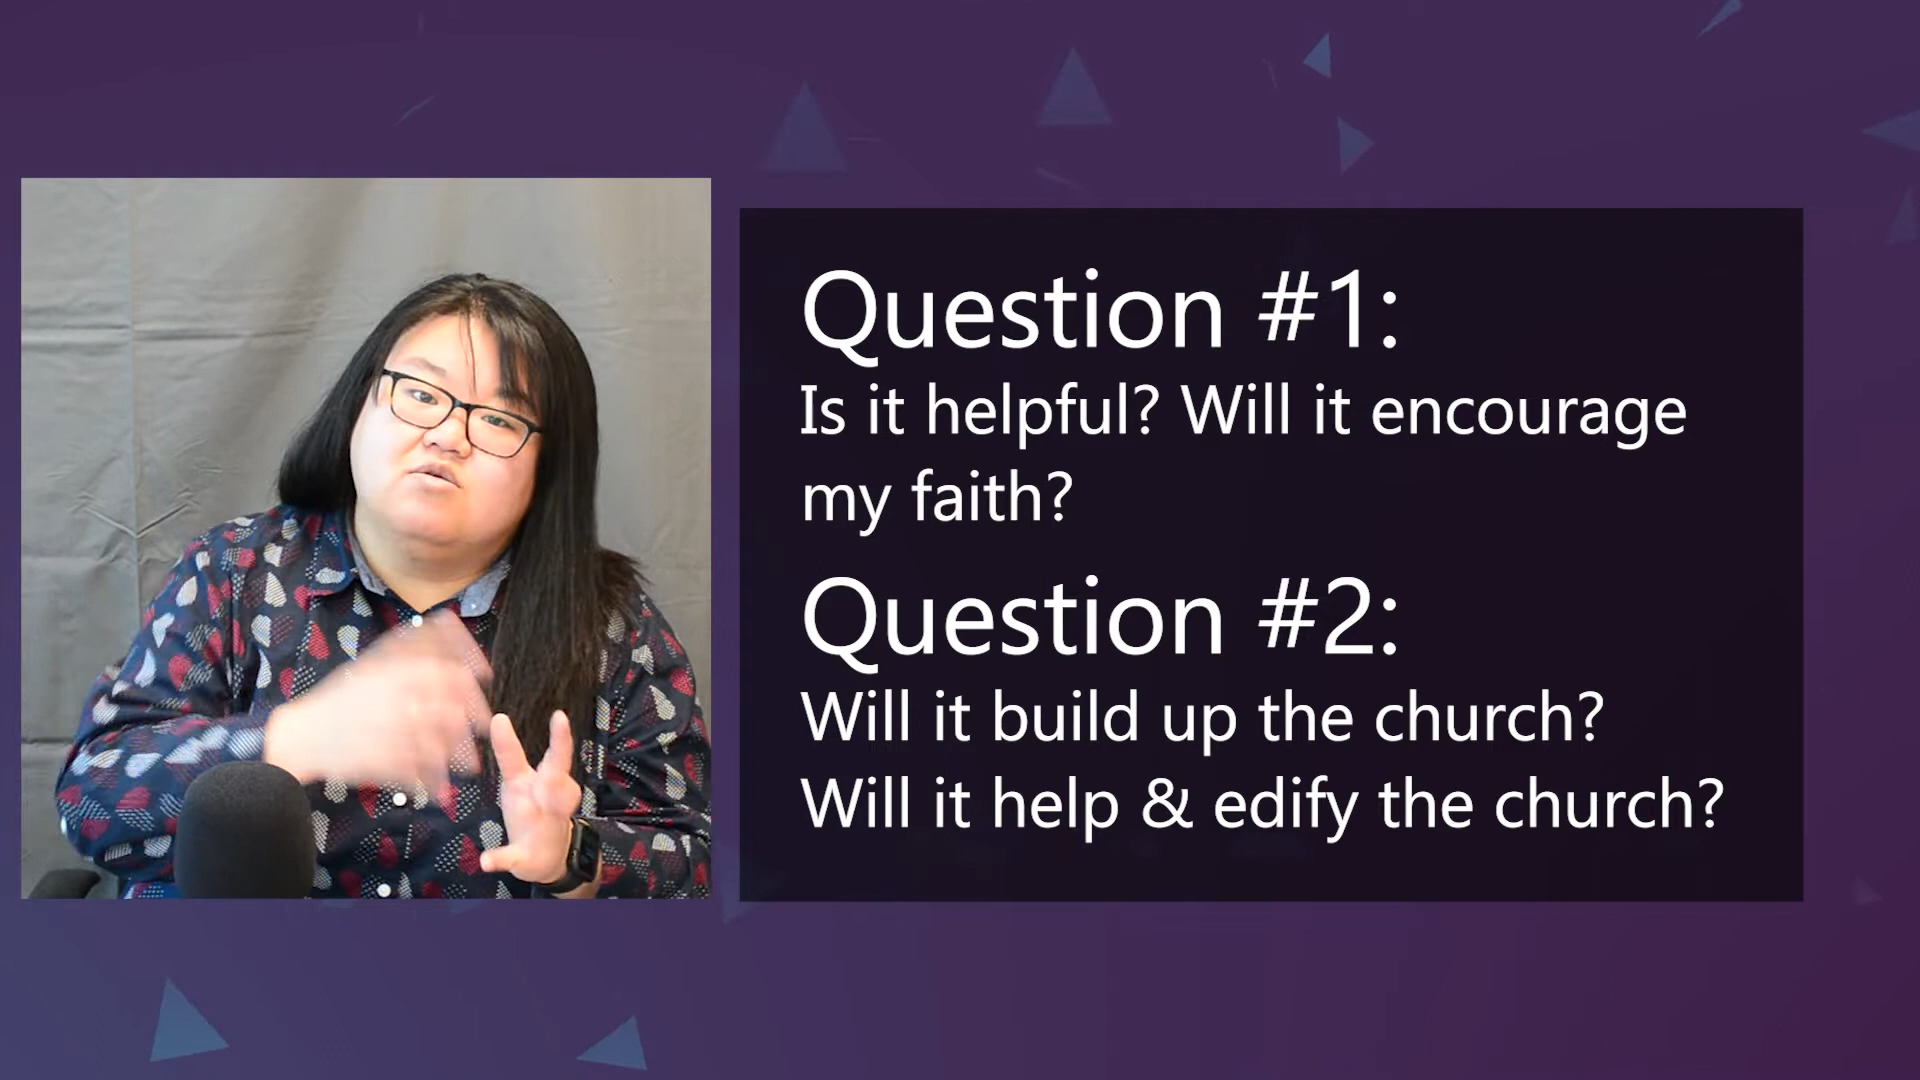 Question #1:
Is it helpful? Will it encourage
my faith?
Question #2:
Will it build up the church?
Will it help & edify the church?